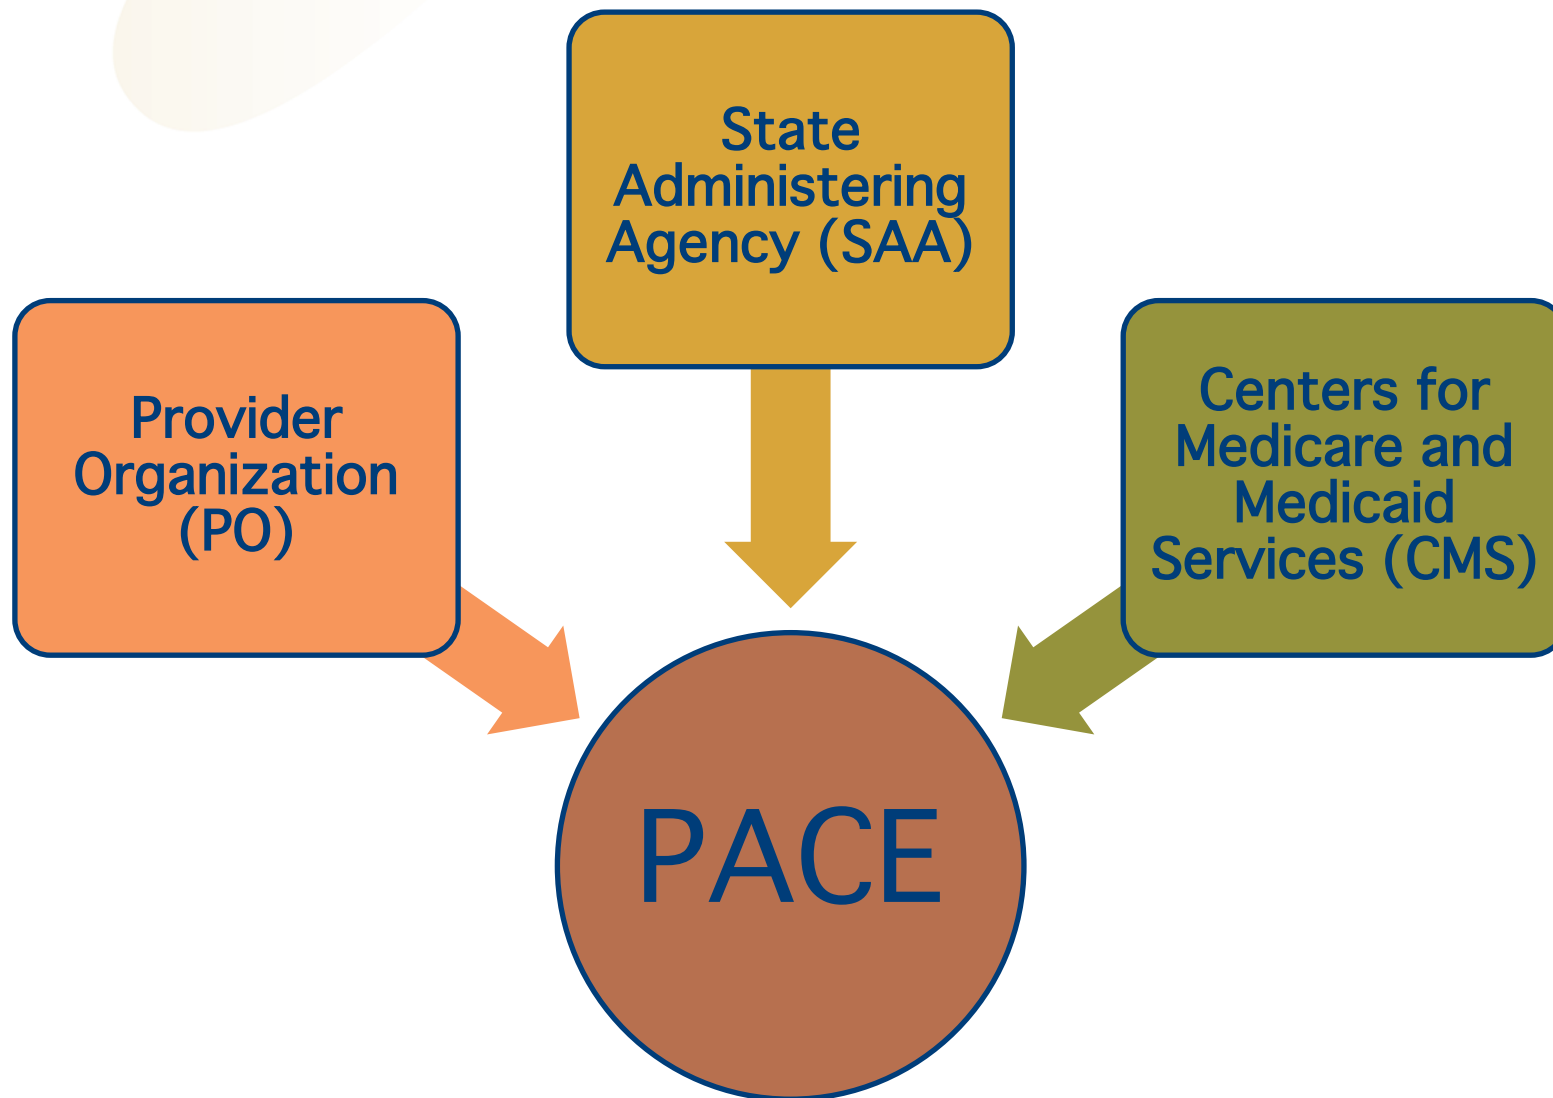 State
Administering
Agency (SAA)
Provider
Organization
(PO)
Centers for
Medicare and
Medicaid
Services (CMS)
PACE